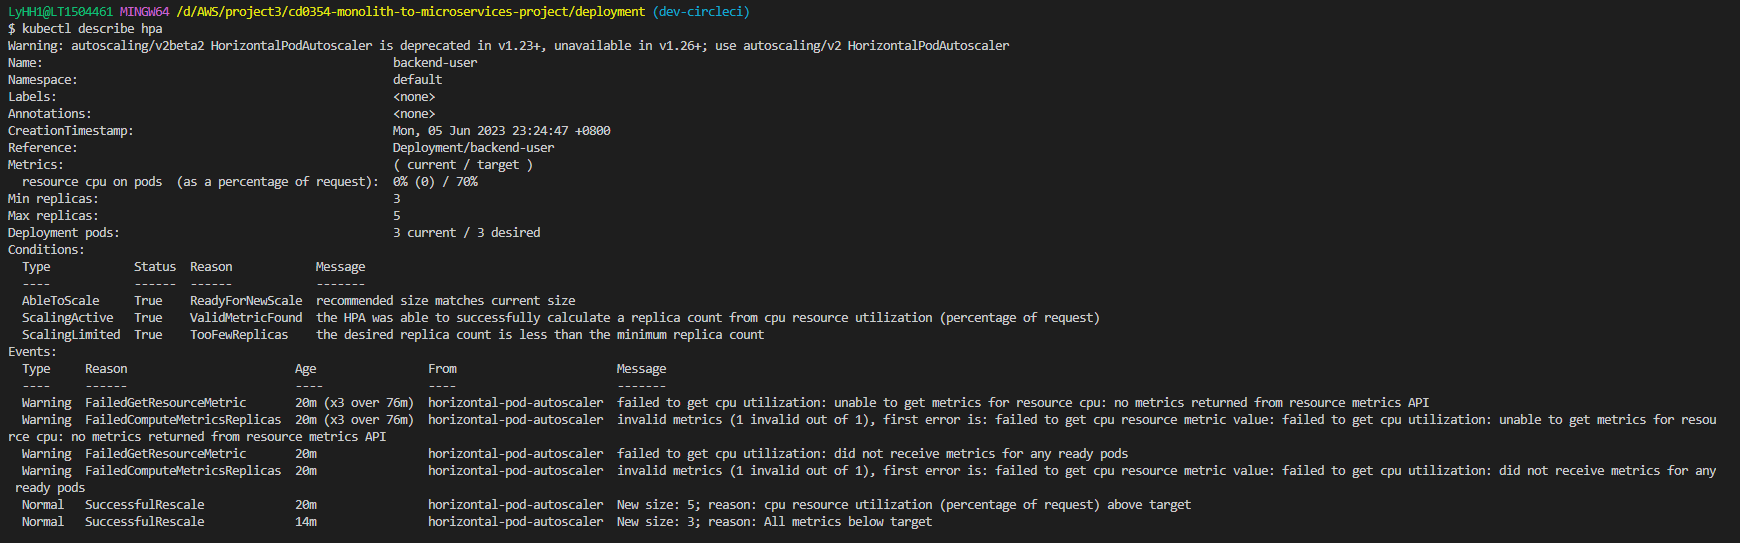 LyHH1@LT1504461 MINGW64 /d/AWS/project3/cd0354-monolith-to-microservices-project/deployment (dev-circleci)
$ kubectl describe hpa
Warning: autoscaling/v2beta2 HorizontalPodAutoscaler is deprecated in v1.23+, unavailable in v1.26+; use autoscaling/v2 HorizontalPodAutoscaler
Name: backend-user
Namespace: default
Labels: <none>
Annotations: <none>
CreationTimestamp: Mon, 05 Jun 2023 23:24:47 +0800
Reference: Deployment/backend-user
Metrics: ( current / target )
resource cpu on pods (as a percentage of request): 0% (0) / 70%
Min replicas: 3
Max replicas: 5
Deployment pods: 3 current / 3 desired
Conditions:
Type Status Reason Message
---- ------ ------ -------
AbleToScale True ReadyForNewScale recommended size matches current size
ScalingActive True ValidMetricFound the HPA was able to successfully calculate a replica count from cpu resource utilization (percentage of request)
ScalingLimited True TooFewReplicas the desired replica count is less than the minimum replica count
Events:
Type Reason Age From Message
---- ------ ---- ---- -------
Warning FailedGetResourceMetric 20m (x3 over 76m) horizontal-pod-autoscaler failed to get cpu utilization: unable to get metrics for resource cpu: no metrics returned from resource metrics API
Warning FailedComputeMetricsReplicas 20m (x3 over 76m) horizontal-pod-autoscaler invalid metrics (1 invalid out of 1), first error is: failed to get cpu resource metric value: failed to get cpu utilization: unable to get metrics for resou
rce cpu: no metrics returned from resource metrics API
Warning FailedGetResourceMetric 20m horizontal-pod-autoscaler failed to get cpu utilization: did not receive metrics for any ready pods
Warning FailedComputeMetricsReplicas 20m horizontal-pod-autoscaler invalid metrics (1 invalid out of 1), first error is: failed to get cpu resource metric value: failed to get cpu utilization: did not receive metrics for any
ready pods
Normal SuccessfulRescale 20m horizontal-pod-autoscaler New size: 5; reason: cpu resource utilization (percentage of request) above target
Normal SuccessfulRescale 14m horizontal-pod-autoscaler New size: 3; reason: All metrics below target